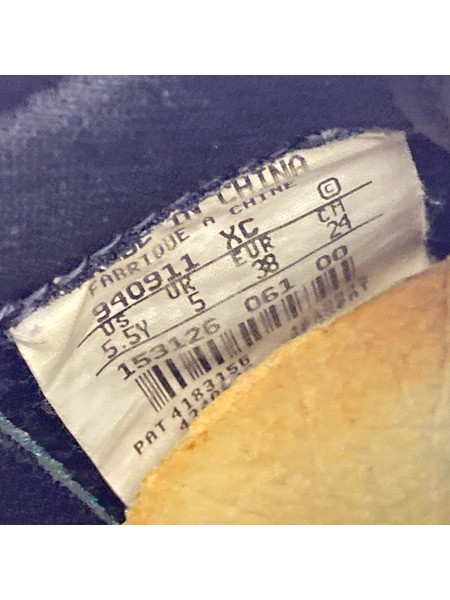 IN CHINA
FABRIQUE A CHINE
940911 XC ©
US UK EUR CM
5.5Y 5 38 24
153126 061 00
PAT 4183156